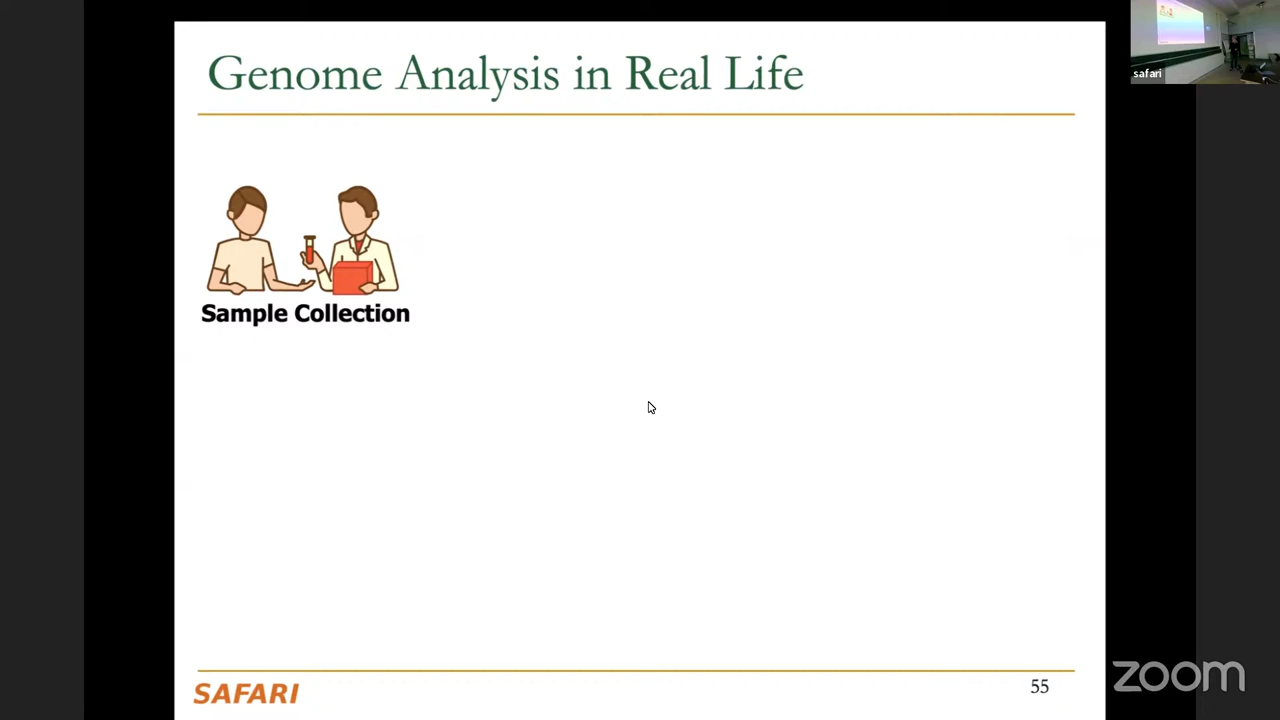 Genome Analysis in Real Life
safari
Sample Collection
SAFARI
55
zoom